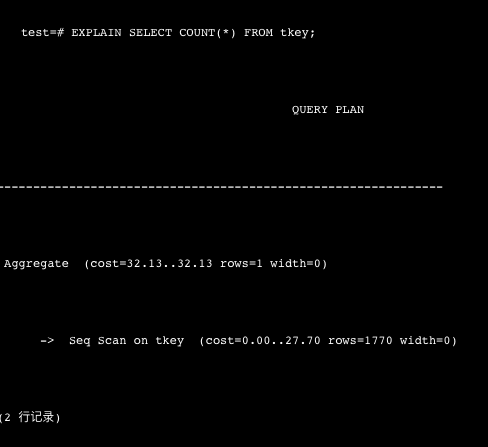 test=# EXPLAIN SELECT COUNT(*) FROM tkey;
QUERY PLAN
--------------------------------------------------------------
Aggregate (cost=32.13..32.13 rows=1 width=0)
-> Seq Scan on tkey (cost=0.00..27.70 rows=1770 width=0)
(2 行记录)